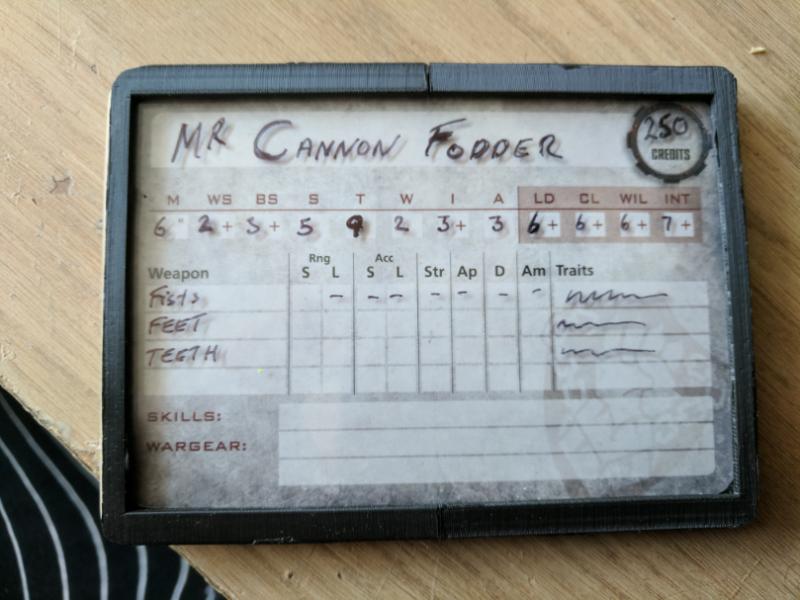 MR CANNON FODDER
250 CREDITS
M WS BS S T W I A LD CL WIL INT
6" 2+ 3+ 5 9 2 3+ 3 6+ 6+ 6+ 7+
Rng Acc
Weapon S L S L Str Ap D Am Traits
Fists - - - - - - -
FEET
TEETH
SKILLS:
WARGEAR: